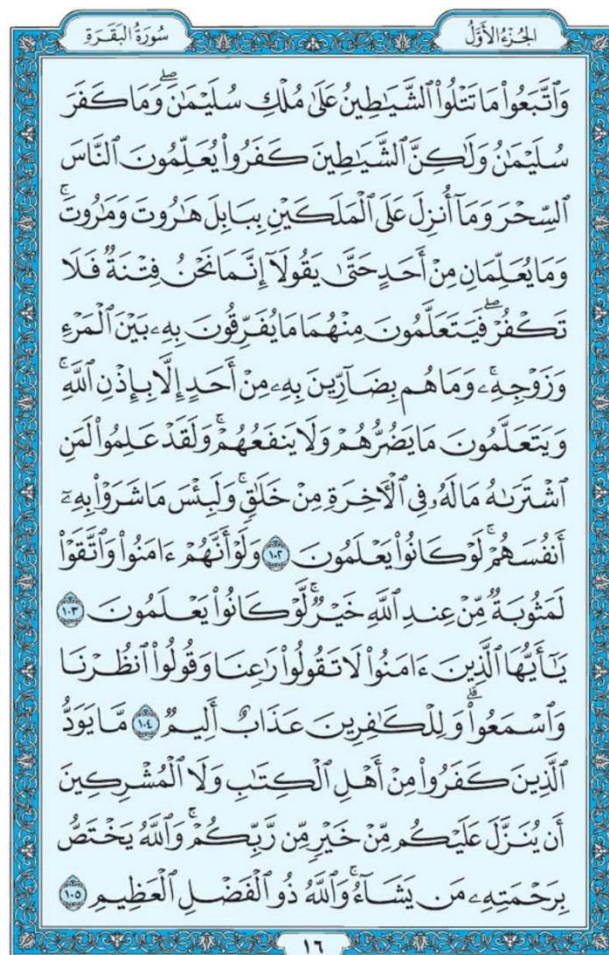 الجُزْءُ الأَوَّلُ
سُورَةُ البَقَرَةِ
وَٱتَّبَعُوا۟ مَا تَتْلُوا۟ ٱلشَّيَـٰطِينُ عَلَىٰ مُلْكِ سُلَيْمَـٰنَ ۖ وَمَا كَفَرَ
سُلَيْمَـٰنُ وَلَـٰكِنَّ ٱلشَّيَـٰطِينَ كَفَرُوا۟ يُعَلِّمُونَ ٱلنَّاسَ
ٱلسِّحْرَ وَمَآ أُنزِلَ عَلَى ٱلْمَلَكَيْنِ بِبَابِلَ هَـٰرُوتَ وَمَـٰرُوتَ ۚ
وَمَا يُعَلِّمَانِ مِنْ أَحَدٍ حَتَّىٰ يَقُولَآ إِنَّمَا نَحْنُ فِتْنَةٌ فَلَا
تَكْفُرْ ۖ فَيَتَعَلَّمُونَ مِنْهُمَا مَا يُفَرِّقُونَ بِهِۦ بَيْنَ ٱلْمَرْءِ
وَزَوْجِهِۦ ۚ وَمَا هُم بِضَآرِّينَ بِهِۦ مِنْ أَحَدٍ إِلَّا بِإِذْنِ ٱللَّهِ ۚ
وَيَتَعَلَّمُونَ مَا يَضُرُّهُمْ وَلَا يَنفَعُهُمْ ۚ وَلَقَدْ عَلِمُوا۟ لَمَنِ
ٱشْتَرَىٰهُ مَا لَهُۥ فِى ٱلْـَٔاخِرَةِ مِنْ خَلَـٰقٍ ۚ وَلَبِئْسَ مَا شَرَوْا۟ بِهِۦٓ
أَنفُسَهُمْ ۚ لَوْ كَانُوا۟ يَعْلَمُونَ ١٠٢ وَلَوْ أَنَّهُمْ ءَامَنُوا۟ وَٱتَّقَوْا۟
لَمَثُوبَةٌ مِّنْ عِندِ ٱللَّهِ خَيْرٌ ۖ لَّوْ كَانُوا۟ يَعْلَمُونَ ١٠٣
يَـٰٓأَيُّهَا ٱلَّذِينَ ءَامَنُوا۟ لَا تَقُولُوا۟ رَٰعِنَا وَقُولُوا۟ ٱنظُرْنَا
وَٱسْمَعُوا۟ ۗ وَلِلْكَـٰفِرِينَ عَذَابٌ أَلِيمٌ ١٠٤ مَّا يَوَدُّ
ٱلَّذِينَ كَفَرُوا۟ مِنْ أَهْلِ ٱلْكِتَـٰبِ وَلَا ٱلْمُشْرِكِينَ
أَن يُنَزَّلَ عَلَيْكُم مِّنْ خَيْرٍ مِّن رَّبِّكُمْ ۗ وَٱللَّهُ يَخْتَصُّ
بِرَحْمَتِهِۦ مَن يَشَآءُ ۚ وَٱللَّهُ ذُو ٱلْفَضْلِ ٱلْعَظِيمِ ١٠٥
١٦